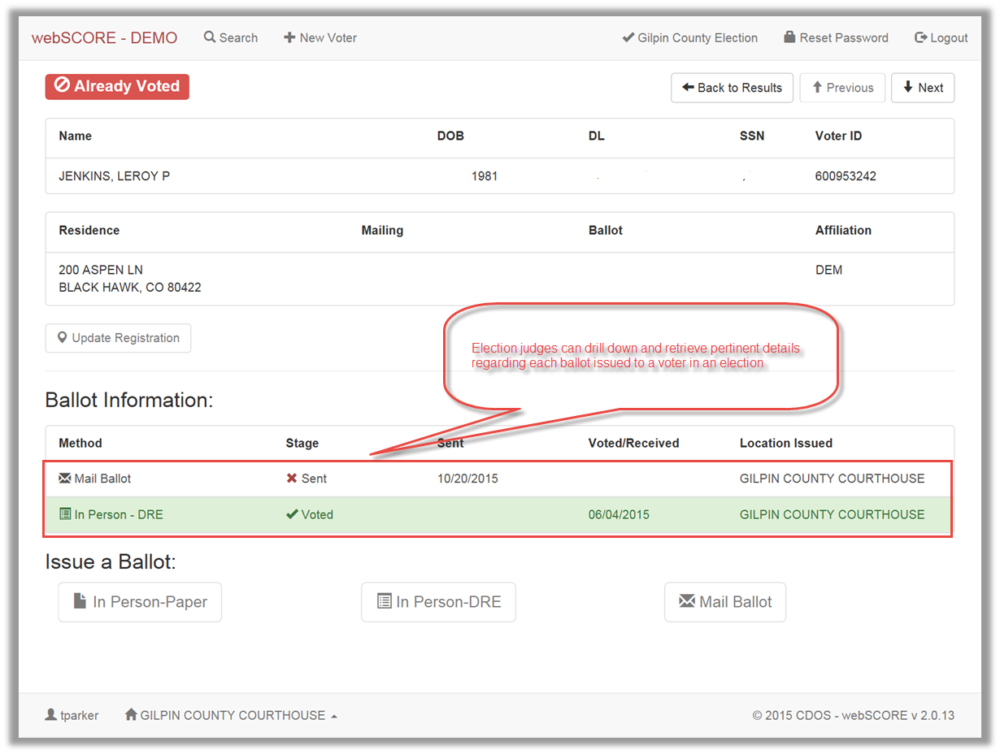 webSCORE - DEMO Search New Voter Gilpin County Election Reset Password Logout
Already Voted Back to Results Previous Next
Name DOB DL SSN Voter ID
JENKINS, LEROY P 1981 600953242
Residence Mailing Ballot Affiliation
200 ASPEN LN DEM
BLACK HAWK, CO 80422
Update Registration
Election judges can drill down and retrieve pertinent details
regarding each ballot issued to a voter in an election
Ballot Information:
Method Stage Sent Voted/Received Location Issued
Mail Ballot Sent 10/20/2015 GILPIN COUNTY COURTHOUSE
In Person - DRE Voted 06/04/2015 GILPIN COUNTY COURTHOUSE
Issue a Ballot:
In Person-Paper In Person-DRE Mail Ballot
tparker GILPIN COUNTY COURTHOUSE © 2015 CDOS - webSCORE v 2.0.13